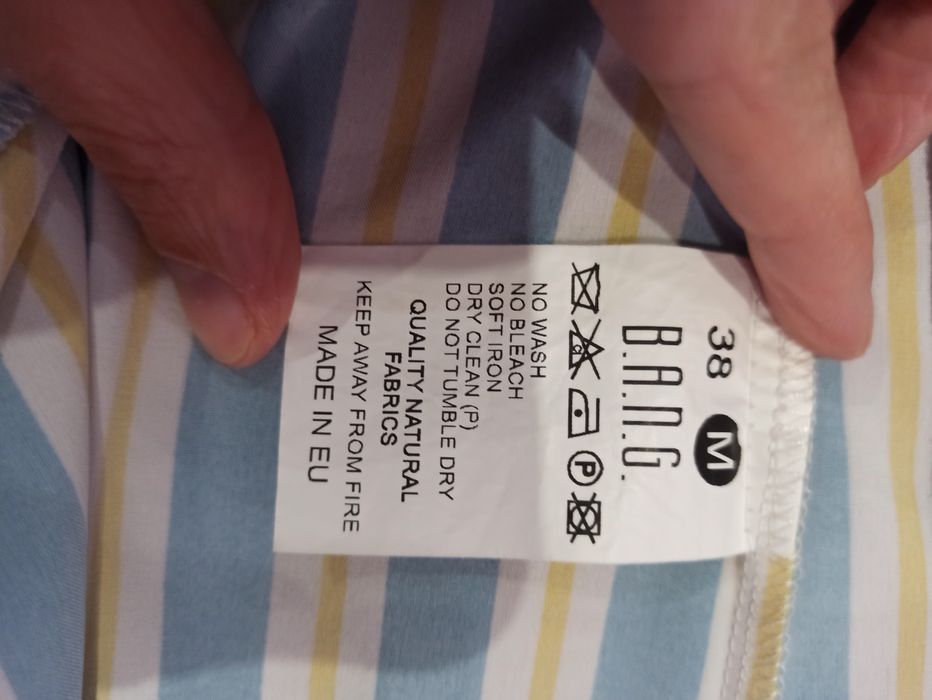 38 M
B.A.N.G.
P
NO WASH
NO BLEACH
SOFT IRON
DRY CLEAN (P)
DO NOT TUMBLE DRY
QUALITY NATURAL
FABRICS
KEEP AWAY FROM FIRE
MADE IN EU